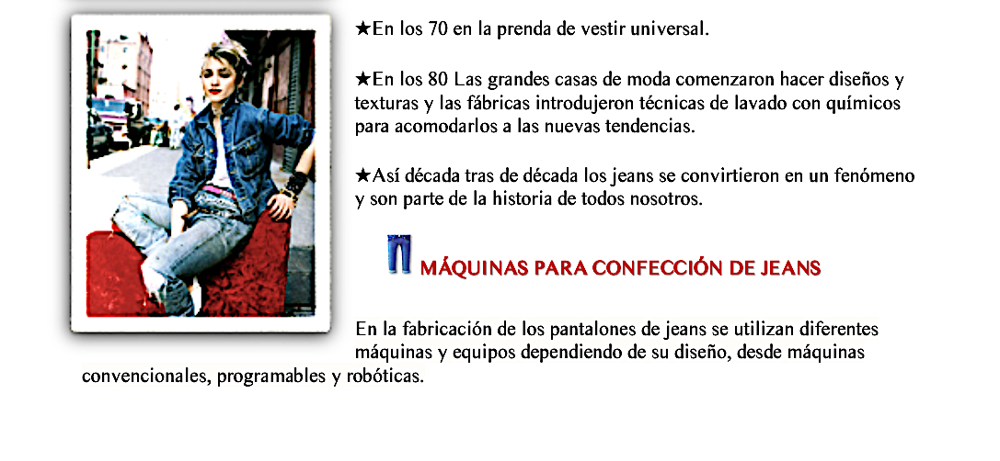 ★En los 70 en la prenda de vestir universal.
★En los 80 Las grandes casas de moda comenzaron hacer diseños y
texturas y las fábricas introdujeron técnicas de lavado con químicos
para acomodarlos a las nuevas tendencias.
★Así década tras de década los jeans se convirtieron en un fenómeno
y son parte de la historia de todos nosotros.
MÁQUINAS PARA CONFECCIÓN DE JEANS
En la fabricación de los pantalones de jeans se utilizan diferentes
máquinas y equipos dependiendo de su diseño, desde máquinas
convencionales, programables y robóticas.